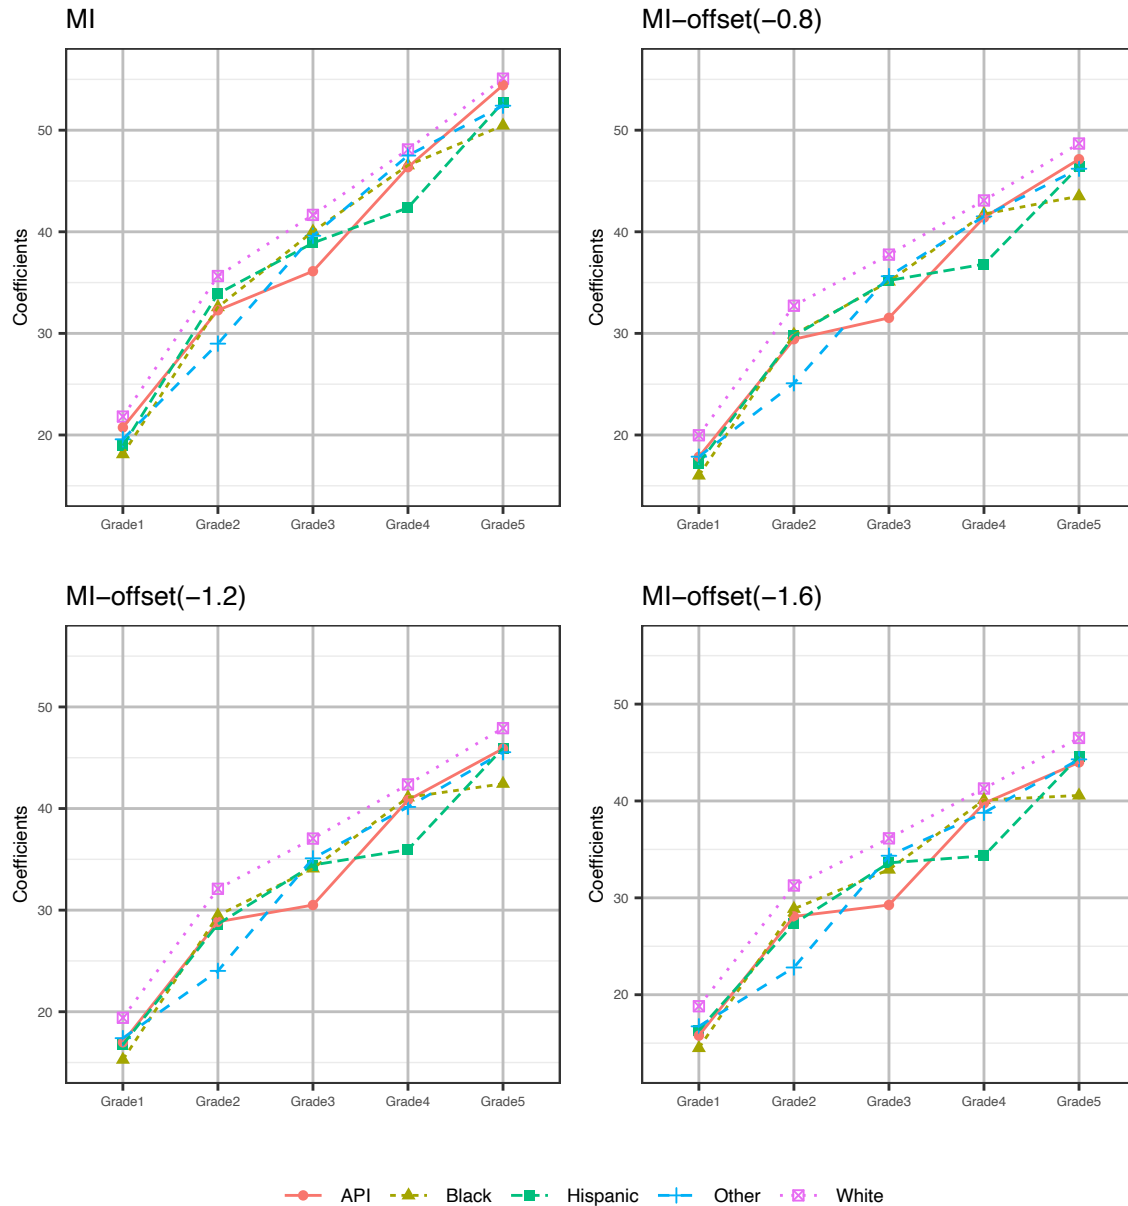 MI
MI−offset(−0.8)
Coefficients
50
40
30
20
Grade1 Grade2 Grade3 Grade4 Grade5
Coefficients
50
40
30
20
Grade1 Grade2 Grade3 Grade4 Grade5
MI−offset(−1.2)
MI−offset(−1.6)
Coefficients
50
40
30
20
Grade1 Grade2 Grade3 Grade4 Grade5
Coefficients
50
40
30
20
Grade1 Grade2 Grade3 Grade4 Grade5
API Black Hispanic Other White